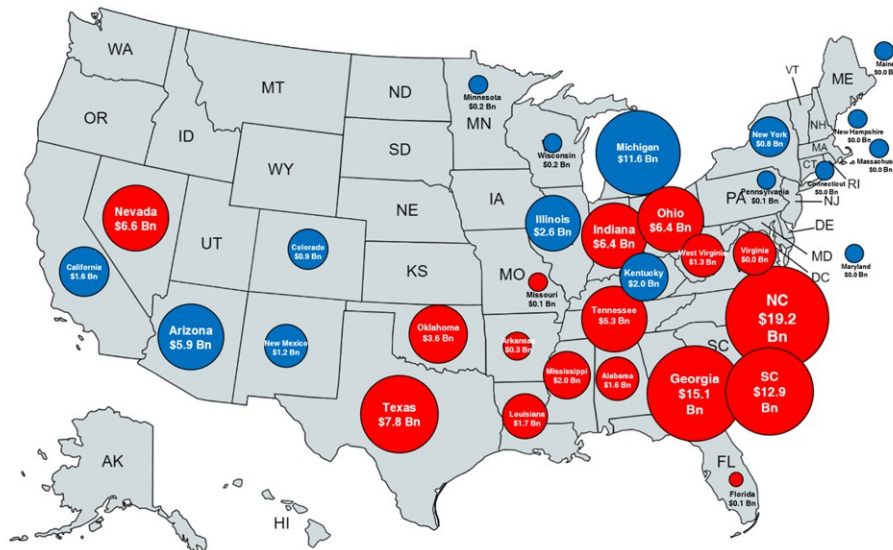 WA
MT
ND
MN
Minnesota
$0.2 Bn
VT
ME
Maine
$0.0 Bn
OR
ID
SD
WY
Wisconsin
$0.2 Bn
Michigan
$11.6 Bn
New York
$0.8 Bn
NH
New Hampshire
$0.0 Bn
MA
Massachus
$0.0 Bn
CT
Connecticut
$0.0 Bn
RI
Pennsylvania
$0.1 Bn
PA
NJ
NE
IA
Nevada
$6.6 Bn
UT
Colorado
$0.9 Bn
Illinois
$2.6 Bn
Indiana
$6.4 Bn
Ohio
$6.4 Bn
DE
MD
DC
Maryland
$0.0 Bn
West Virginia
$1.3 Bn
Virginia
$0.0 Bn
California
$1.6 Bn
KS
MO
Missouri
$0.1 Bn
Kentucky
$2.0 Bn
NC
$19.2
Bn
Arizona
$5.9 Bn
New Mexico
$1.2 Bn
Oklahoma
$3.6 Bn
Arkansas
$0.3 Bn
Tennessee
$5.3 Bn
SC
Mississippi
$2.0 Bn
Alabama
$1.6 Bn
Georgia
$15.1
Bn
SC
$12.9
Bn
Texas
$7.8 Bn
Louisiana
$1.7 Bn
AK
HI
FL
Florida
$0.1 Bn